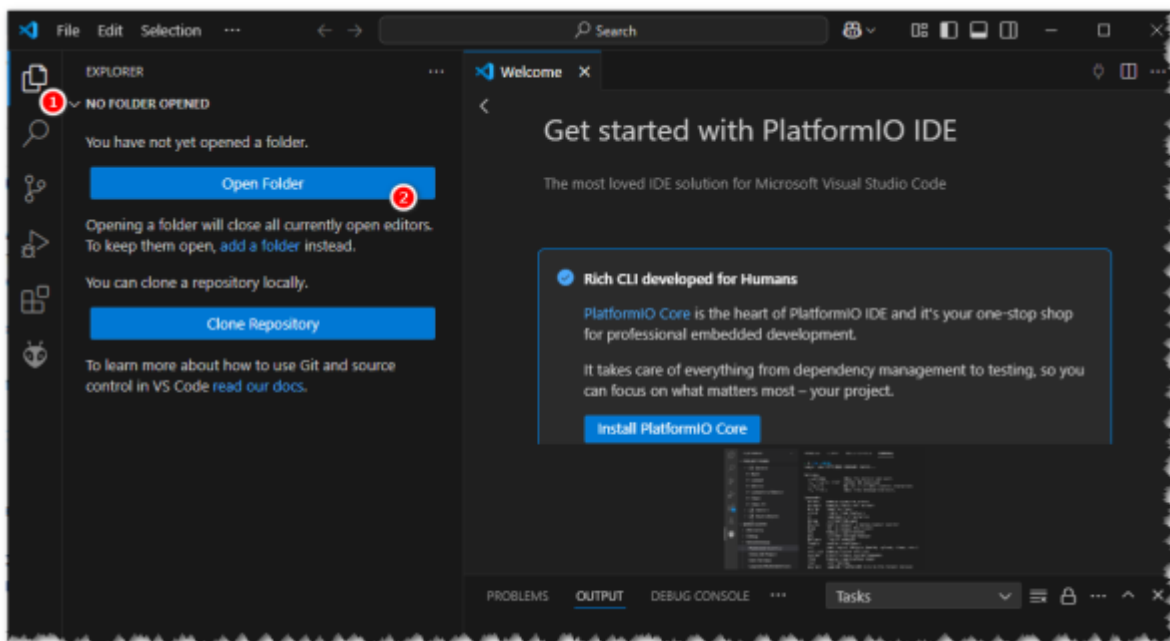 File Edit Selection ···
Search
EXPLORER ···
Welcome
1
NO FOLDER OPENED
You have not yet opened a folder.
Open Folder
2
Opening a folder will close all currently open editors.
To keep them open, add a folder instead.
You can clone a repository locally.
Clone Repository
To learn more about how to use Git and source
control in VS Code read our docs.
Get started with PlatformIO IDE
The most loved IDE solution for Microsoft Visual Studio Code
Rich CLI developed for Humans
PlatformIO Core is the heart of PlatformIO IDE and it's your one-stop shop
for professional embedded development.
It takes care of everything from dependency management to testing, so you
can focus on what matters most – your project.
Install PlatformIO Core
PROBLEMS OUTPUT DEBUG CONSOLE ··· Tasks